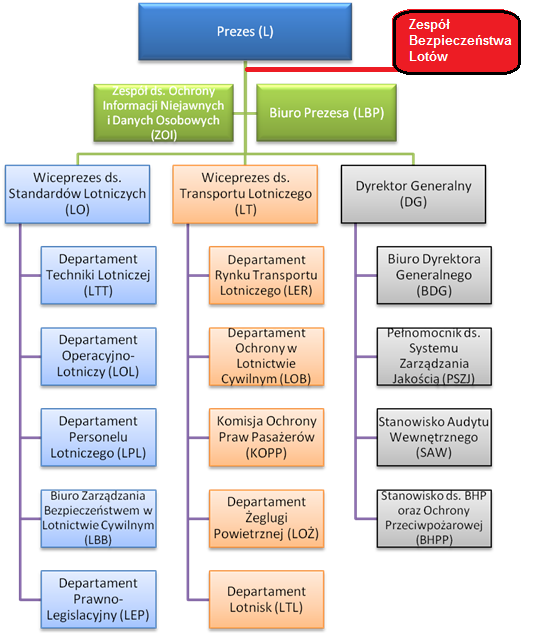 Prezes (L)
Zespół
Bezpieczeństwa
Lotów
Zespół ds. Ochrony
Informacji Niejawnych
i Danych Osobowych
(ZOI)
Biuro Prezesa (LBP)
Wiceprezes ds.
Standardów Lotniczych
(LO)
Wiceprezes ds.
Transportu Lotniczego
(LT)
Dyrektor Generalny
(DG)
Departament
Techniki Lotniczej
(LTT)
Departament
Rynku Transportu
Lotniczego (LER)
Biuro Dyrektora
Generalnego
(BDG)
Departament
Operacyjno-
Lotniczy (LOL)
Departament
Ochrony w
Lotnictwie
Cywilnym (LOB)
Pełnomocnik ds.
Systemu
Zarządzania
Jakością (PSZJ)
Departament
Personelu
Lotniczego (LPL)
Komisja Ochrony
Praw Pasażerów
(KOPP)
Stanowisko Audytu
Wewnętrznego
(SAW)
Biuro Zarządzania
Bezpieczeństwem w
Lotnictwie Cywilnym
(LBB)
Departament
Żeglugi
Powietrznej (LOŻ)
Stanowisko ds. BHP
oraz Ochrony
Przeciwpożarowej
(BHPP)
Departament
Prawno-
Legislacyjny (LEP)
Departament
Lotnisk (LTL)